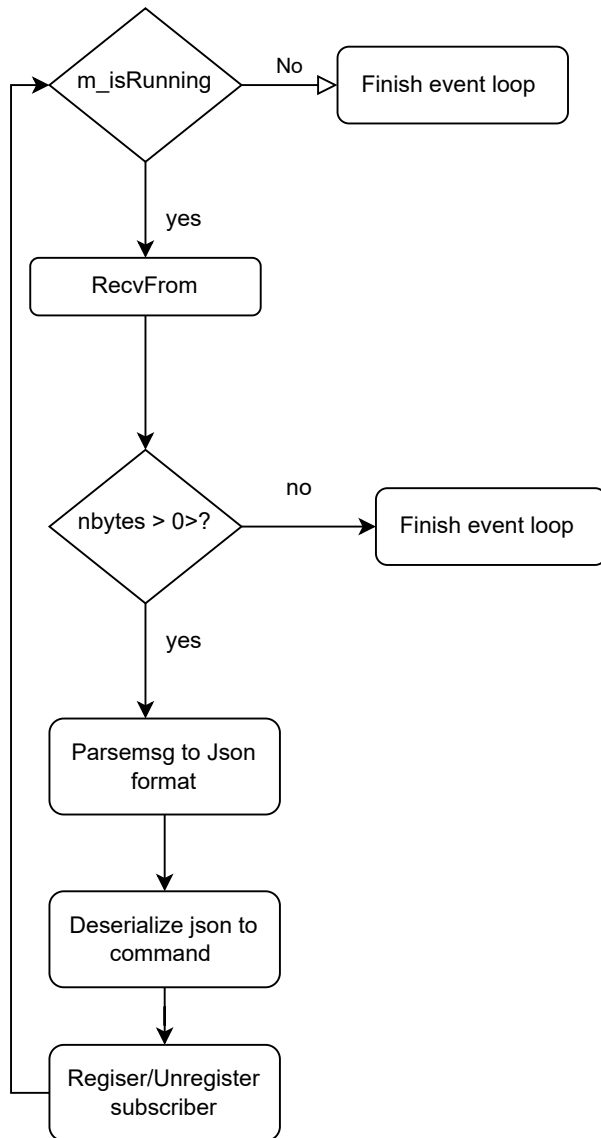 m_isRunning
No
Finish event loop
yes
RecvFrom
nbytes > 0>?
no
Finish event loop
yes
Parsemsg to Json
format
Deserialize json to
command
Regiser/Unregister
subscriber